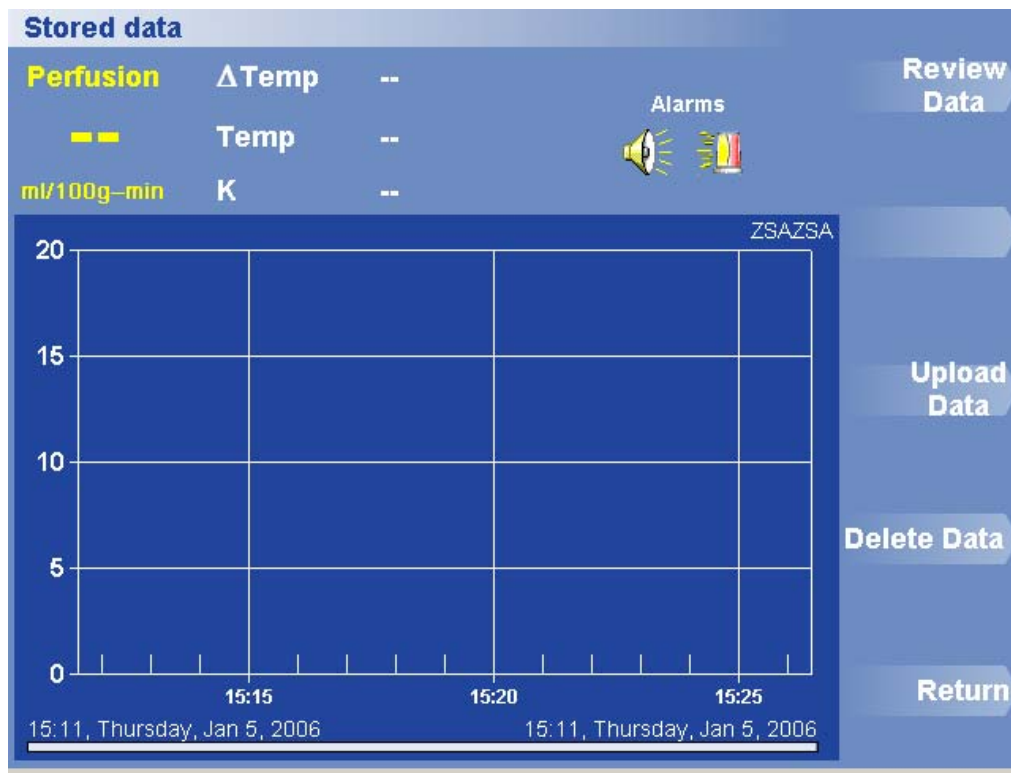 Stored data
Perfusion
--
ml/100g–min
ΔTemp --
Temp --
K --
Alarms
Review
Data
Upload
Data
Delete Data
Return
ZSAZSA
20
15
10
5
0
15:15 15:20 15:25
15:11, Thursday, Jan 5, 2006 15:11, Thursday, Jan 5, 2006